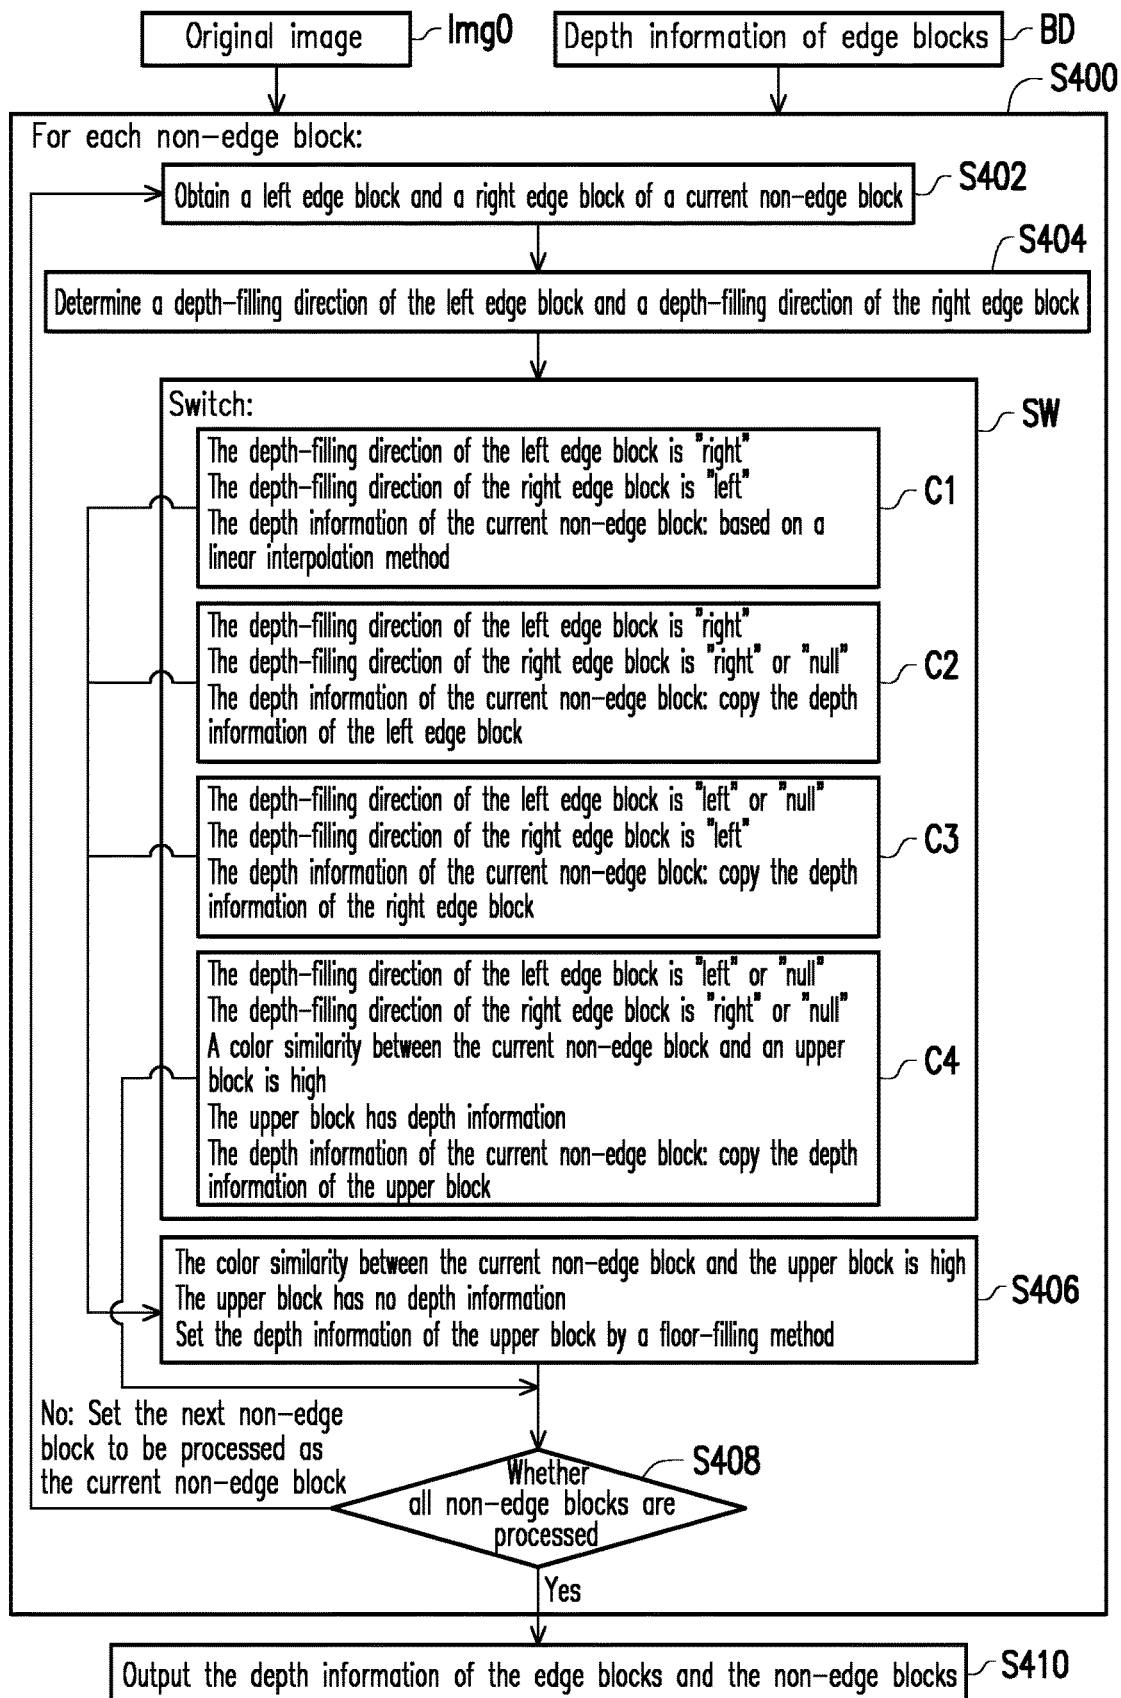 Original image
Img0
Depth information of edge blocks
BD
S400
For each non-edge block:
Obtain a left edge block and a right edge block of a current non-edge block
S402
S404
Determine a depth-filling direction of the left edge block and a depth-filling direction of the right edge block
Switch:
SW
The depth-filling direction of the left edge block is "right"
The depth-filling direction of the right edge block is "left"
The depth information of the current non-edge block: based on a
linear interpolation method
C1
The depth-filling direction of the left edge block is "right"
The depth-filling direction of the right edge block is "right" or "null"
The depth information of the current non-edge block: copy the depth
information of the left edge block
C2
The depth-filling direction of the left edge block is "left" or "null"
The depth-filling direction of the right edge block is "left"
The depth information of the current non-edge block: copy the depth
information of the right edge block
C3
The depth-filling direction of the left edge block is "left" or "null"
The depth-filling direction of the right edge block is "right" or "null"
A color similarity between the current non-edge block and an upper
block is high
The upper block has depth information
The depth information of the current non-edge block: copy the depth
information of the upper block
C4
The color similarity between the current non-edge block and the upper block is high
The upper block has no depth information
Set the depth information of the upper block by a floor-filling method
S406
No: Set the next non-edge
block to be processed as
the current non-edge block
Whether
all non-edge blocks are
processed
S408
Yes
Output the depth information of the edge blocks and the non-edge blocks
S410